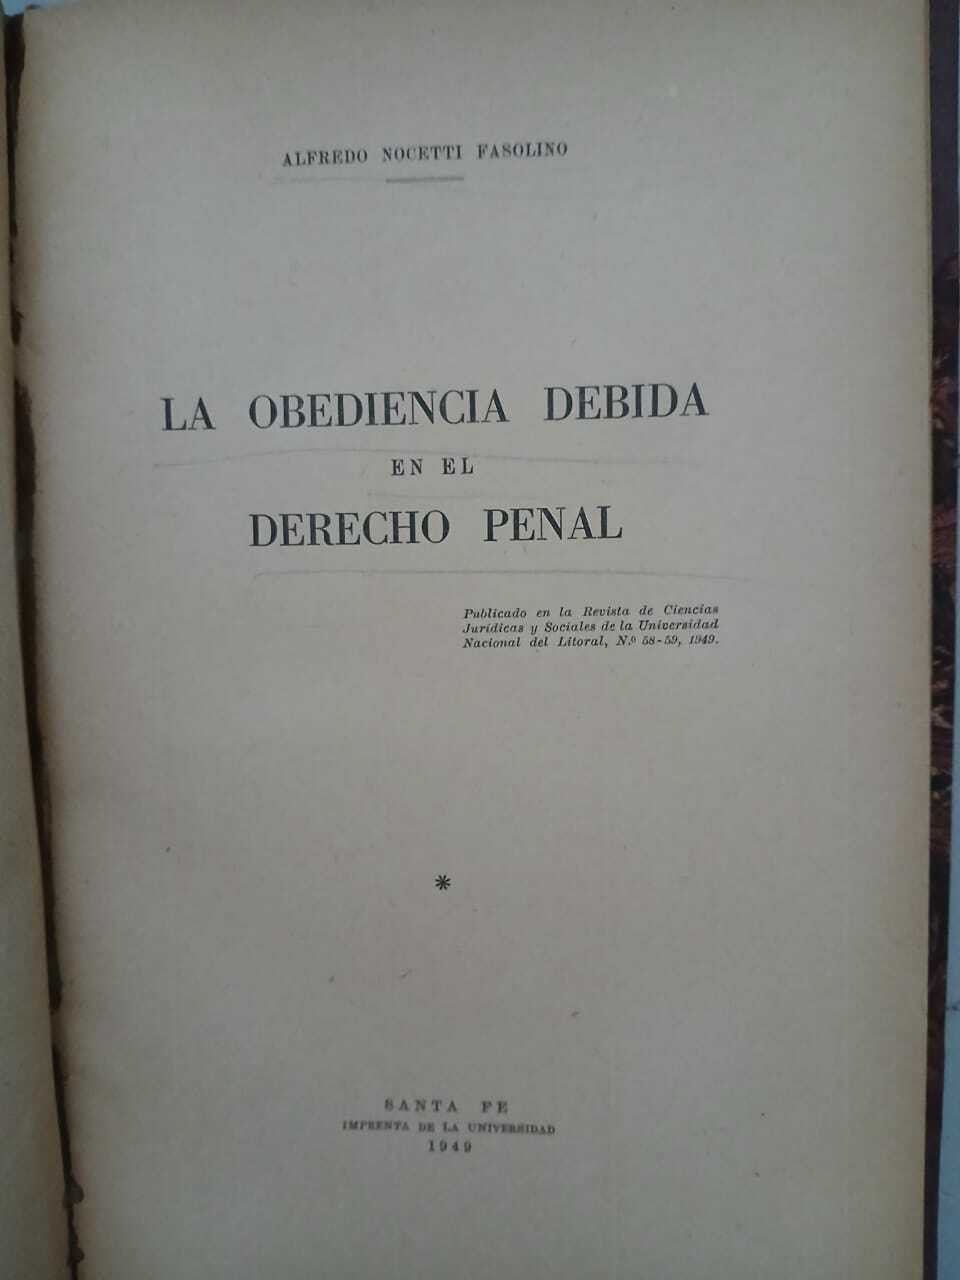 ALFREDO NOCETTI FASOLINO
LA OBEDIENCIA DEBIDA
EN EL
DERECHO PENAL
Publicado en la Revista de Ciencias
Jurídicas y Sociales de la Universidad
Nacional del Litoral, N.º 58-59, 1949.
*
SANTA FE
IMPRENTA DE LA UNIVERSIDAD
1949